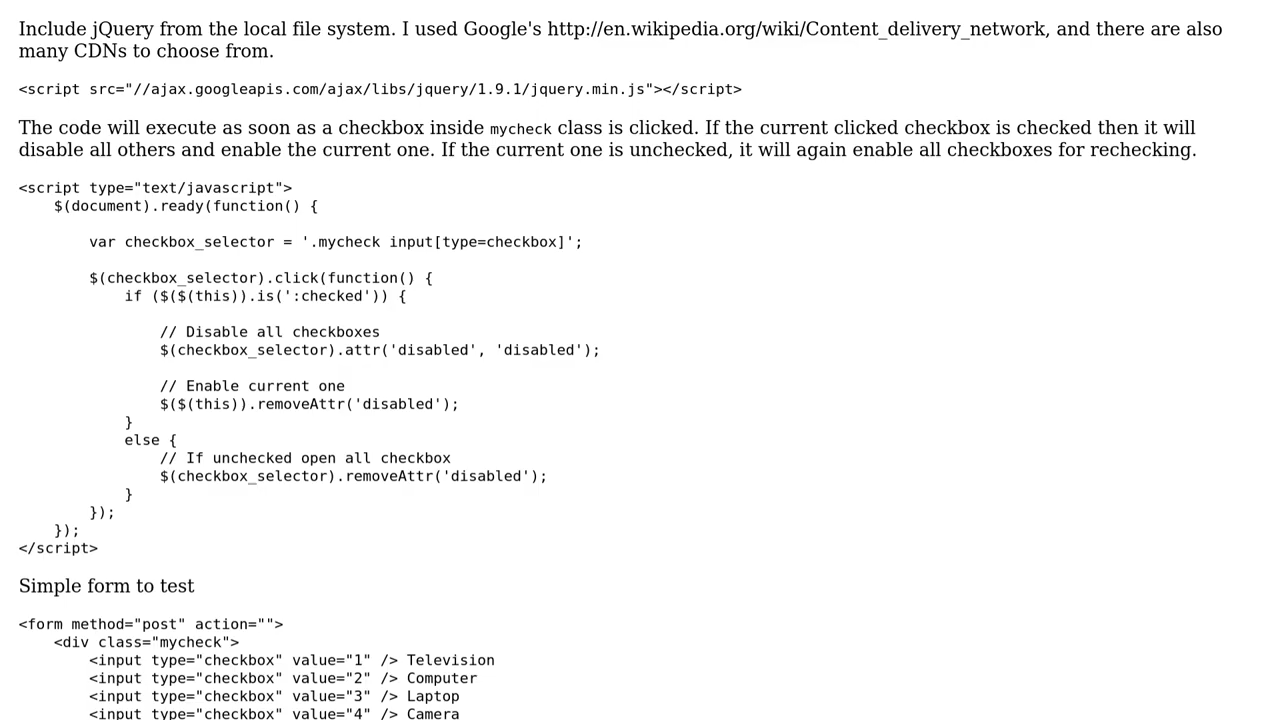 Include jQuery from the local file system. I used Google's http://en.wikipedia.org/wiki/Content_delivery_network, and there are also
many CDNs to choose from.
<script src="//ajax.googleapis.com/ajax/libs/jquery/1.9.1/jquery.min.js"></script>
The code will execute as soon as a checkbox inside mycheck class is clicked. If the current clicked checkbox is checked then it will
disable all others and enable the current one. If the current one is unchecked, it will again enable all checkboxes for rechecking.
<script type="text/javascript">
    $(document).ready(function() {
        var checkbox_selector = '.mycheck input[type=checkbox]';
        $(checkbox_selector).click(function() {
            if ($($(this)).is(':checked')) {
                // Disable all checkboxes
                $(checkbox_selector).attr('disabled', 'disabled');
                // Enable current one
                $($(this)).removeAttr('disabled');
            }
            else {
                // If unchecked open all checkbox
                $(checkbox_selector).removeAttr('disabled');
            }
        });
    });
</script>
Simple form to test
<form method="post" action="">
    <div class="mycheck">
        <input type="checkbox" value="1" /> Television
        <input type="checkbox" value="2" /> Computer
        <input type="checkbox" value="3" /> Laptop
        <input type="checkbox" value="4" /> Camera